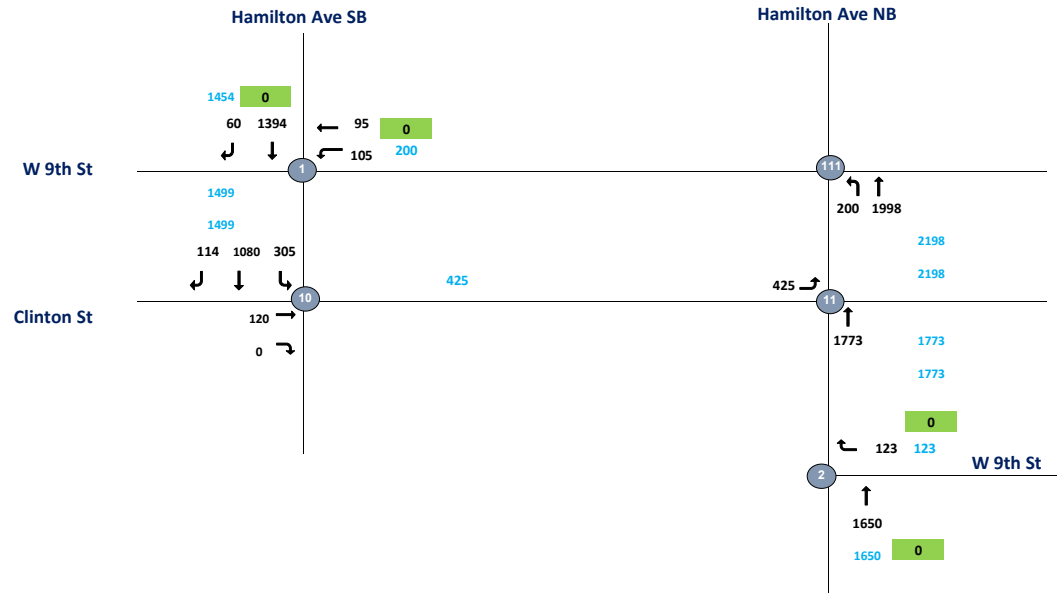 Hamilton Ave SB
Hamilton Ave NB
1454 0
60 1394 95 0
105 200
W 9th St
1 111
1499
200 1998
1499
2198
114 1080 305
2198
425 425
10 11
Clinton St
120
0
1773 1773
1773
0
123 123
W 9th St
2
1650
1650 0